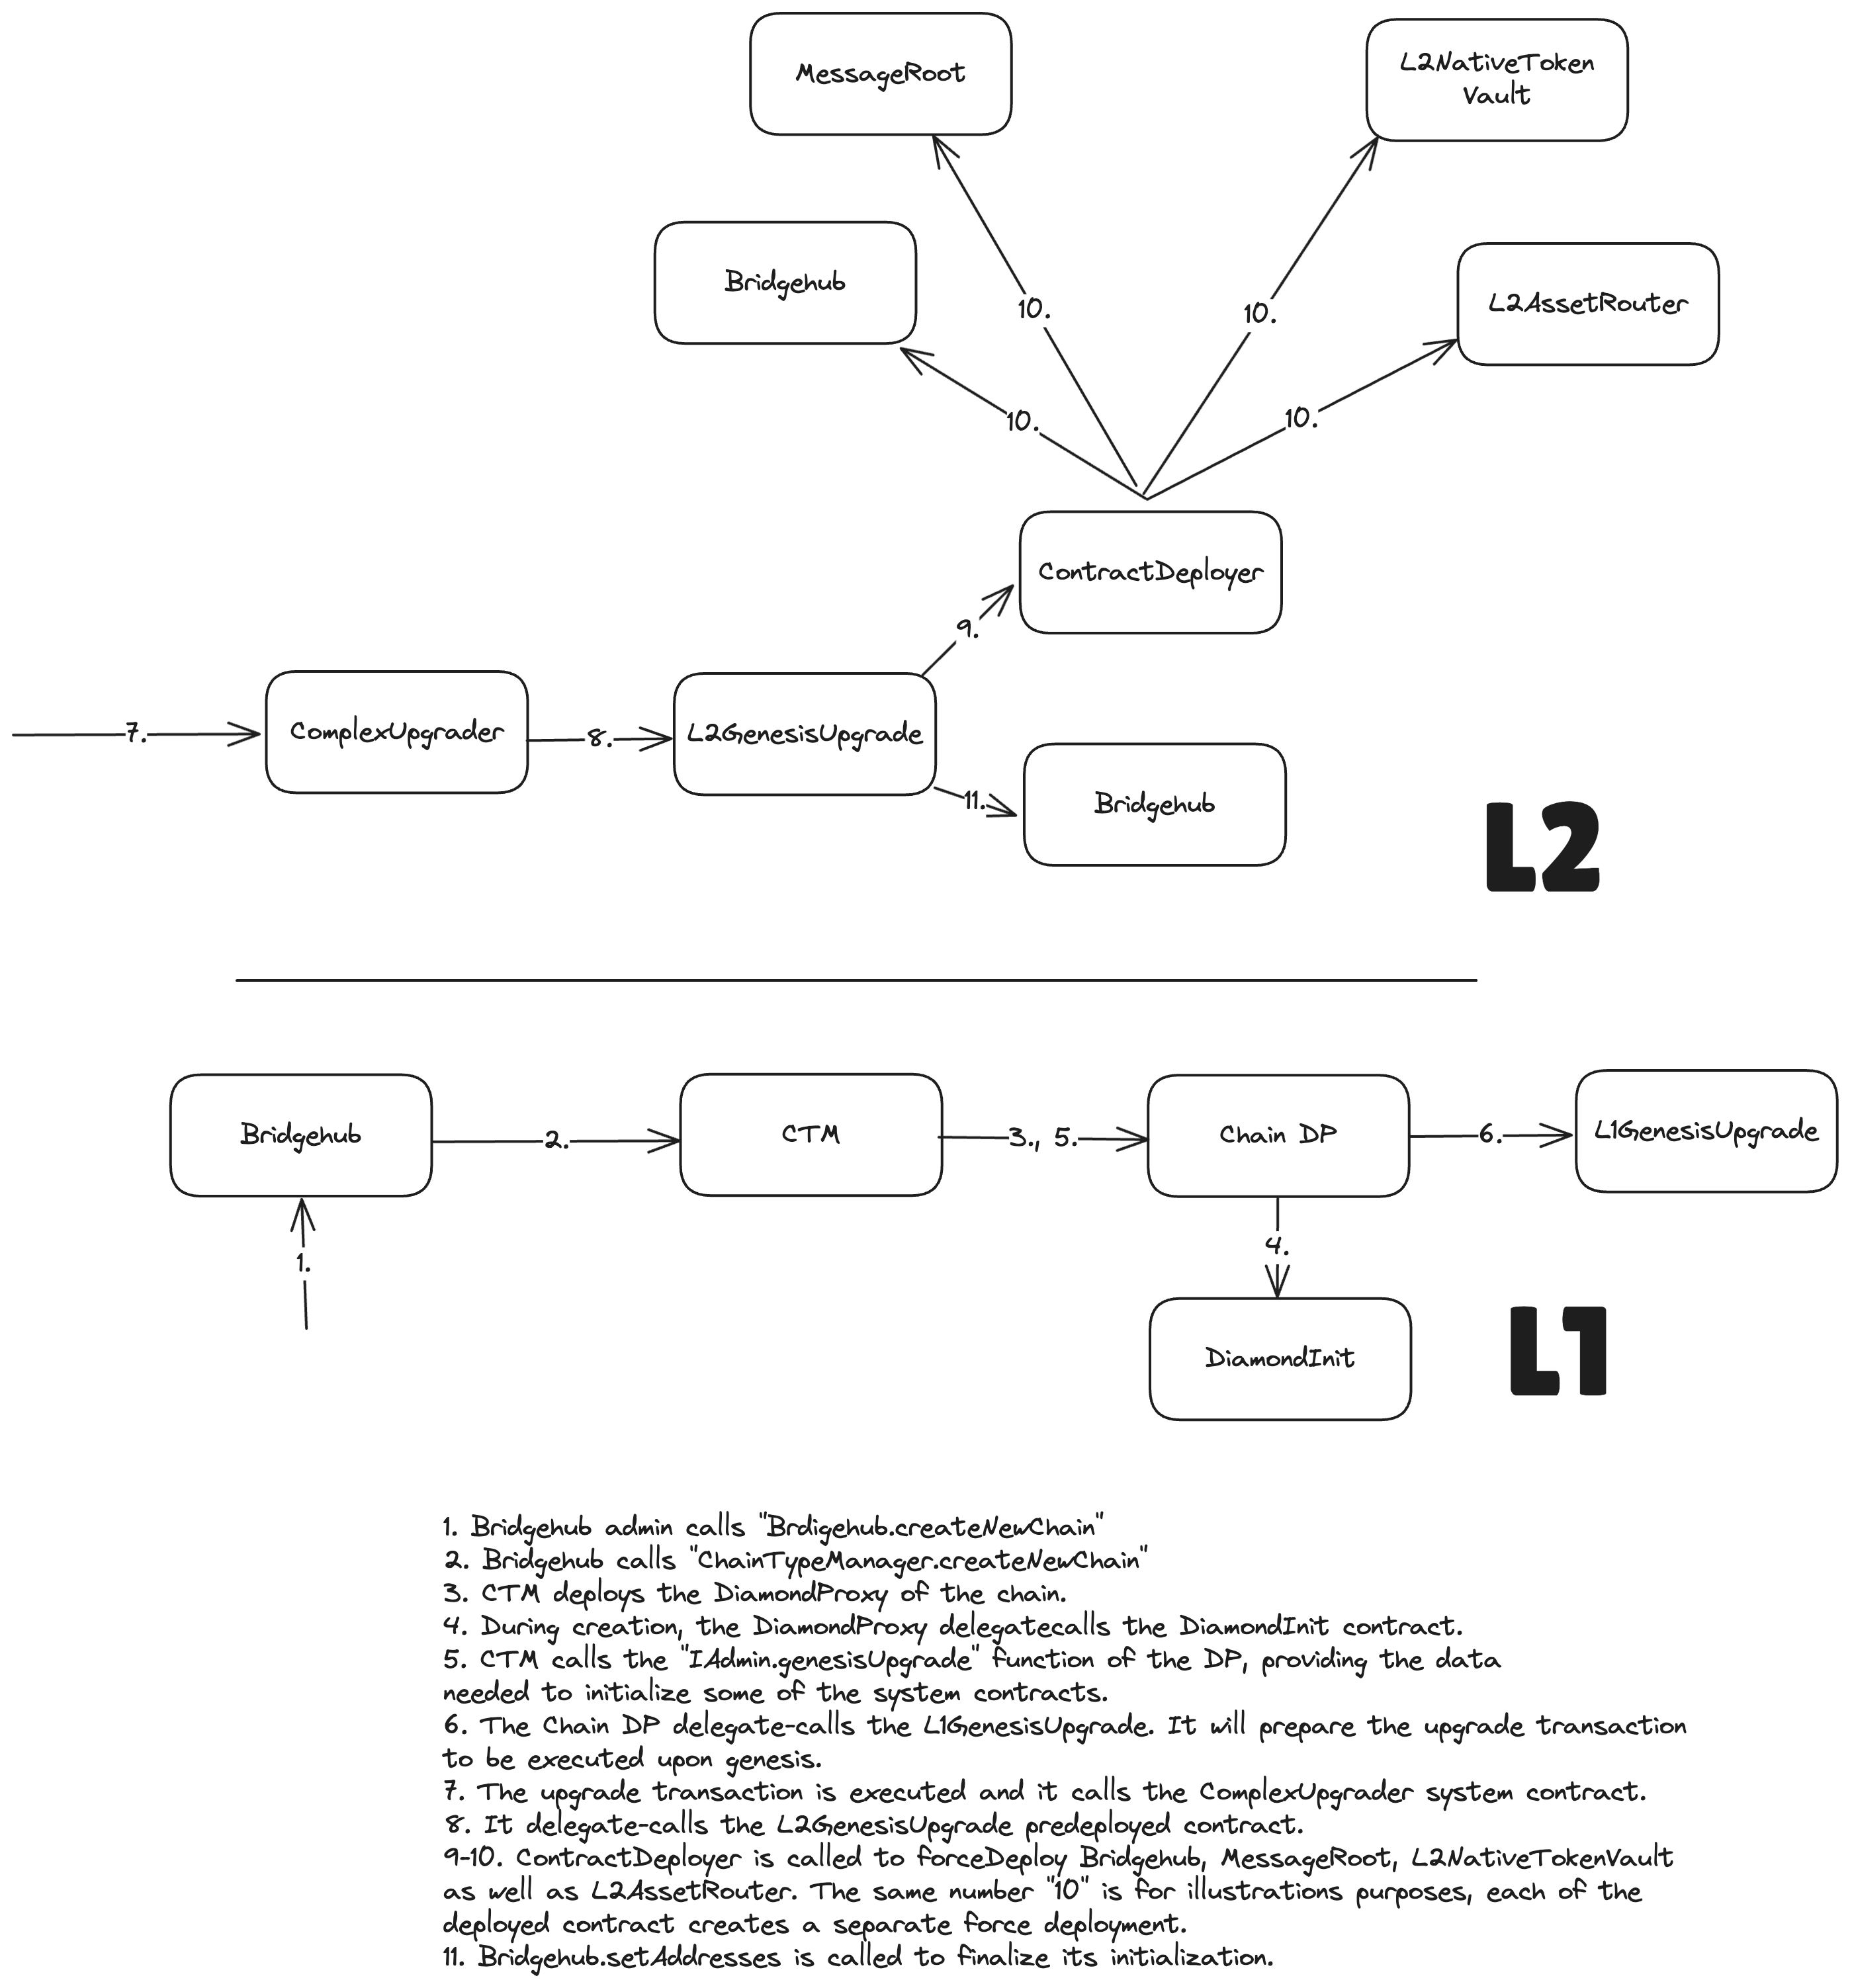 MessageRoot
L2NativeToken
Vault
Bridgehub
L2AssetRouter
10.
10.
10.
10.
ContractDeployer
9.
7.
ComplexUpgrader
8.
L2GenesisUpgrade
11.
Bridgehub
L2
Bridgehub
2.
CTM
3., 5.
Chain DP
6.
L1GenesisUpgrade
1.
4.
DiamondInit
L1
1. Bridgehub admin calls "Brdigehub.createNewChain"
2. Bridgehub calls "ChainTypeManager.createNewChain"
3. CTM deploys the DiamondProxy of the chain.
4. During creation, the DiamondProxy delegatecalls the DiamondInit contract.
5. CTM calls the "IAdmin.genesisUpgrade" function of the DP, providing the data
needed to initialize some of the system contracts.
6. The Chain DP delegate-calls the L1GenesisUpgrade. It will prepare the upgrade transaction
to be executed upon genesis.
7. The upgrade transaction is executed and it calls the ComplexUpgrader system contract.
8. It delegate-calls the L2GenesisUpgrade predeployed contract.
9-10. ContractDeployer is called to forceDeploy Bridgehub, MessageRoot, L2NativeTokenVault
as well as L2AssetRouter. The same number "10" is for illustrations purposes, each of the
deployed contract creates a separate force deployment.
11. Bridgehub.setAddresses is called to finalize its initialization.